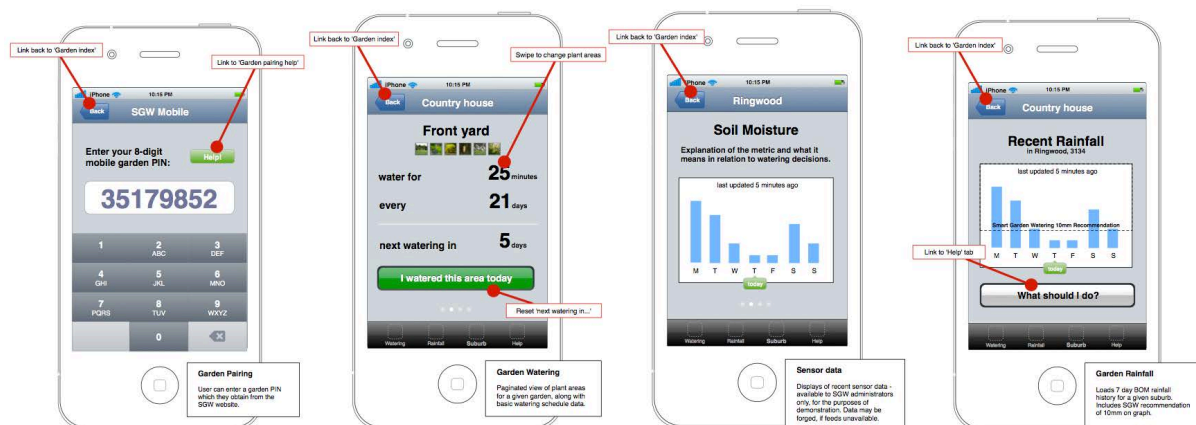 Link back to 'Garden index'
Link to 'Garden pairing help'
iPhone
10:15 PM
Back
SGW Mobile
Enter your 8-digit
mobile garden PIN:
Help!
35179852
1
2
ABC
3
DEF
4
GHI
5
JKL
6
MNO
7
PQRS
8
TUV
9
WXYZ
0
Garden Pairing
User can enter a garden PIN
which they obtain from the
SGW website.
Link back to 'Garden index'
Swipe to change plant areas
iPhone
10:15 PM
Back
Country house
Front yard
water for 25 minutes
every 21 days
next watering in 5 days
I watered this area today
Reset 'next watering in...'
Watering Rainfall Suburb Help
Garden Watering
Paginated view of plant areas
for a given garden, along with
basic watering schedule data.
Link back to 'Garden index'
iPhone
10:15 PM
Back
Ringwood
Soil Moisture
Explanation of the metric and what it
means in relation to watering decisions.
last updated 5 minutes ago
M T W T F S S
today
Watering Rainfall Suburb Help
Sensor data
Displays of recent sensor data -
available to SGW administrators
only, for the purposes of
demonstration. Data may be
forged, if feeds unavailable.
Link back to 'Garden index'
iPhone
10:15 PM
Back
Country house
Recent Rainfall
in Ringwood, 3134
last updated 5 minutes ago
Smart Garden Watering 10mm Recommendation
M T W T F S S
today
Link to 'Help' tab
What should I do?
Watering Rainfall Suburb Help
Garden Rainfall
Loads 7 day BOM rainfall
history for a given suburb.
Includes SGW recommendation
of 10mm on graph.